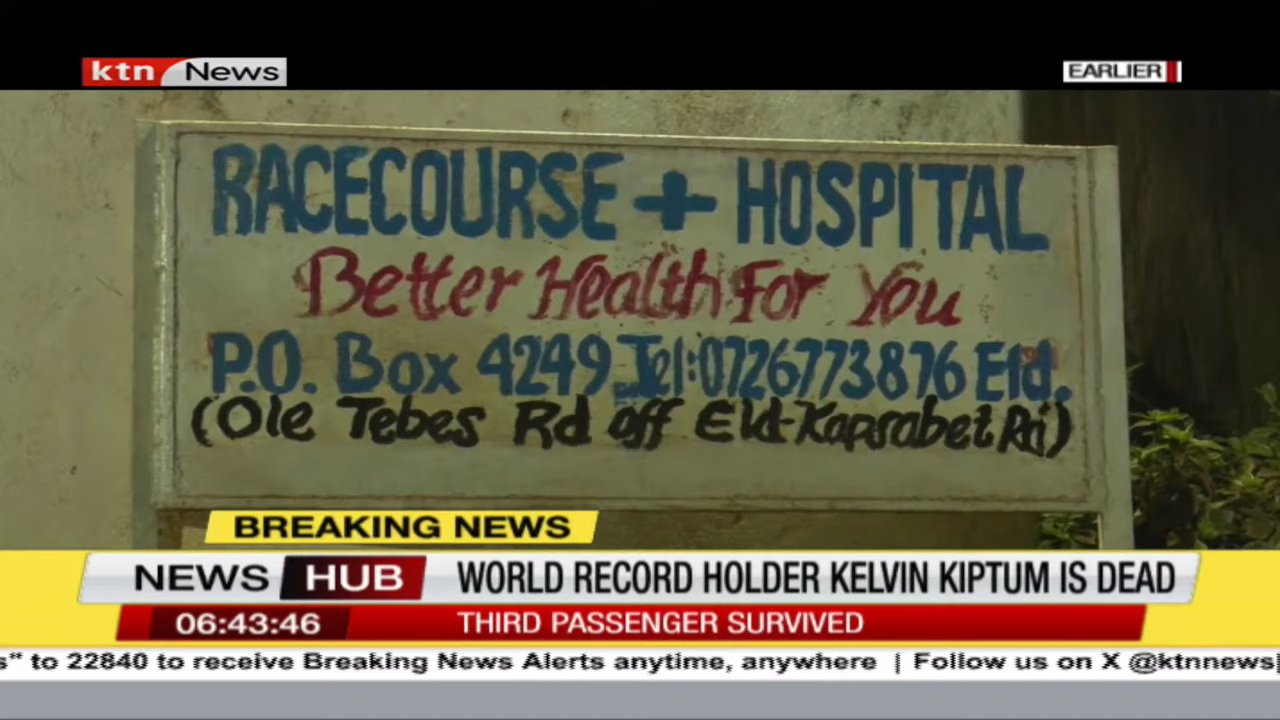 ktn News
EARLIER
RACECOURSE + HOSPITAL
Better Health For You
P.O. Box 4249 Tel:0726773876 Eld.
(Ole Tebes Rd off Eld-Kapsabet Rd)
BREAKING NEWS
NEWS HUB WORLD RECORD HOLDER KELVIN KIPTUM IS DEAD
06:43:46 THIRD PASSENGER SURVIVED
s" to 22840 to receive Breaking News Alerts anytime, anywhere | Follow us on X @ktnnews